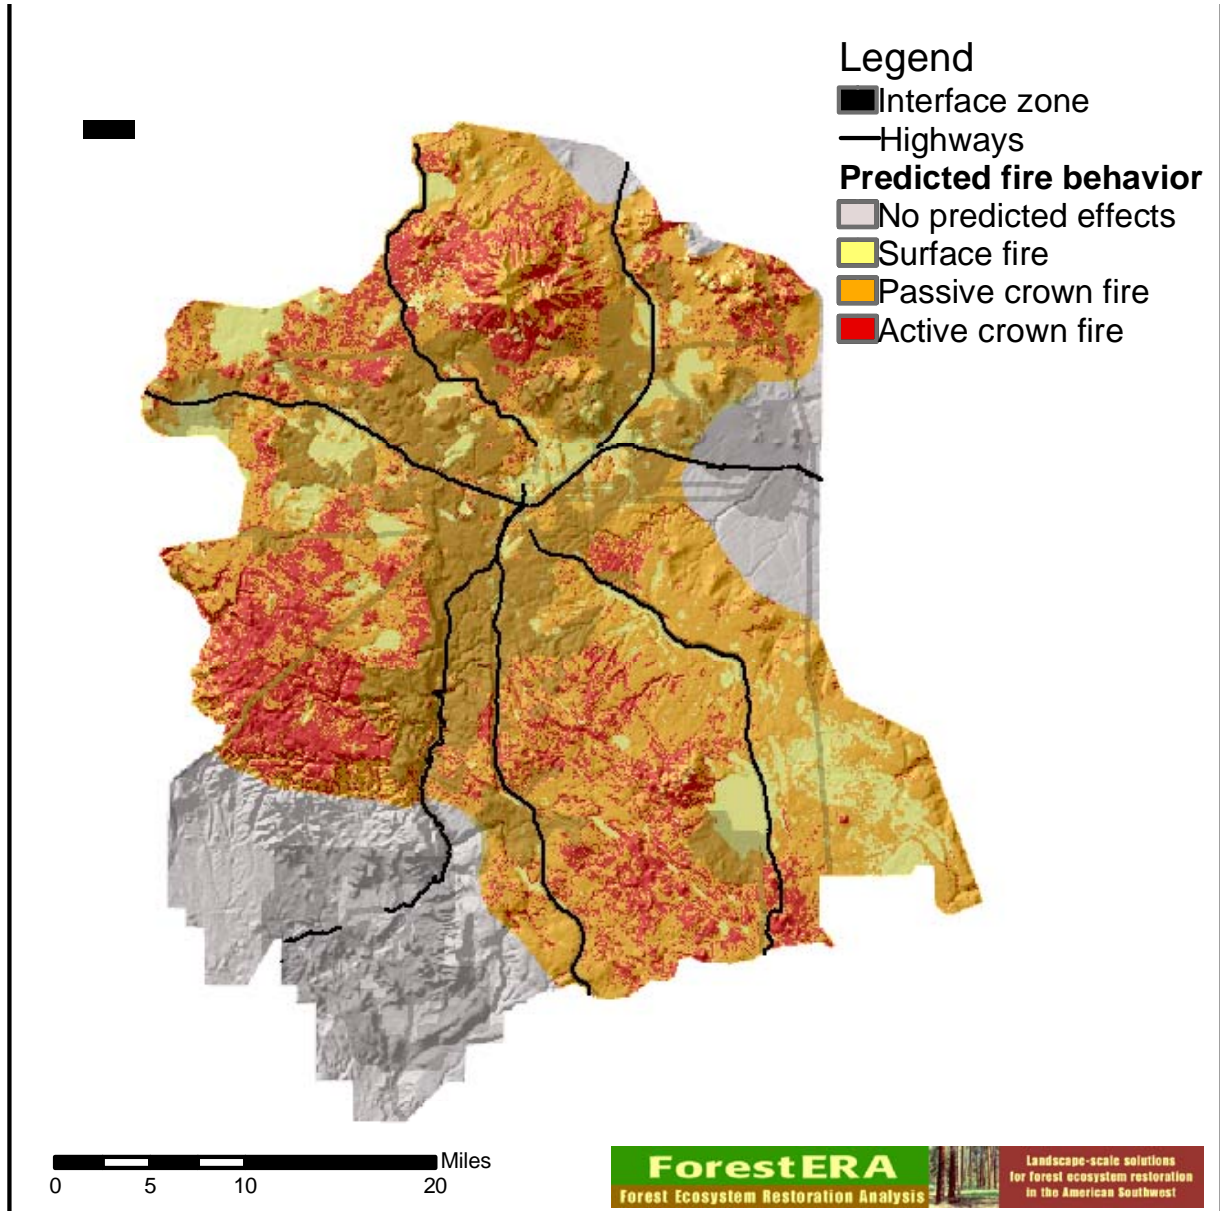 Legend
Interface zone
Highways
Predicted fire behavior
No predicted effects
Surface fire
Passive crown fire
Active crown fire
Miles
0 5 10 20
ForestERA
Forest Ecosystem Restoration Analysis
Landscape-scale solutions
for forest ecosystem restoration
in the American Southwest